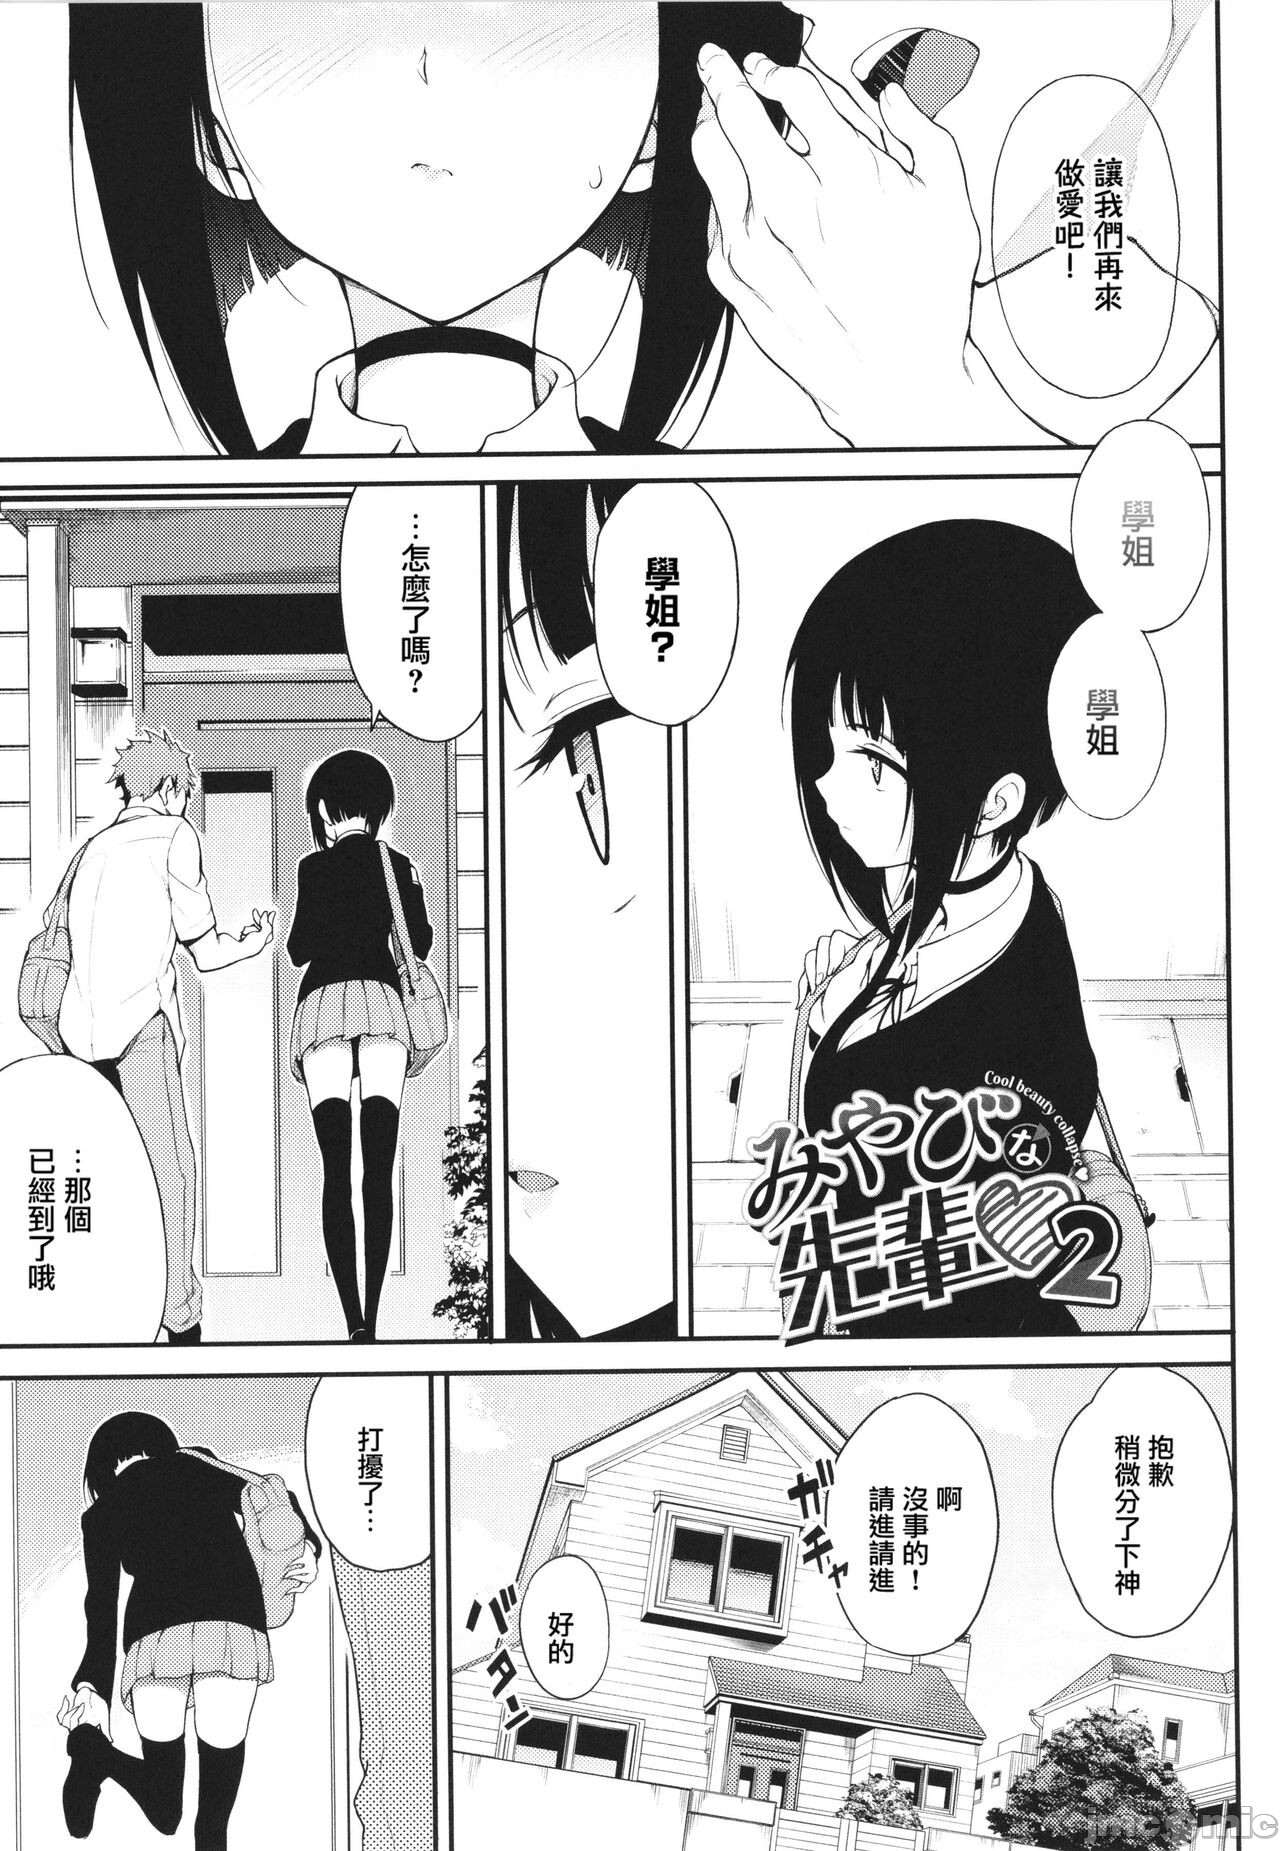 讓我們再來
做愛吧！
學姐
學姐
學姐？
…怎麼了嗎？
…那個
已經到了哦
Cool beauty collapse♥
みやびな
先輩♡2
抱歉
稍微分了下神
啊
沒事的！
請進請進
ガチャ
好的
バタン
打擾了…
jmcomic